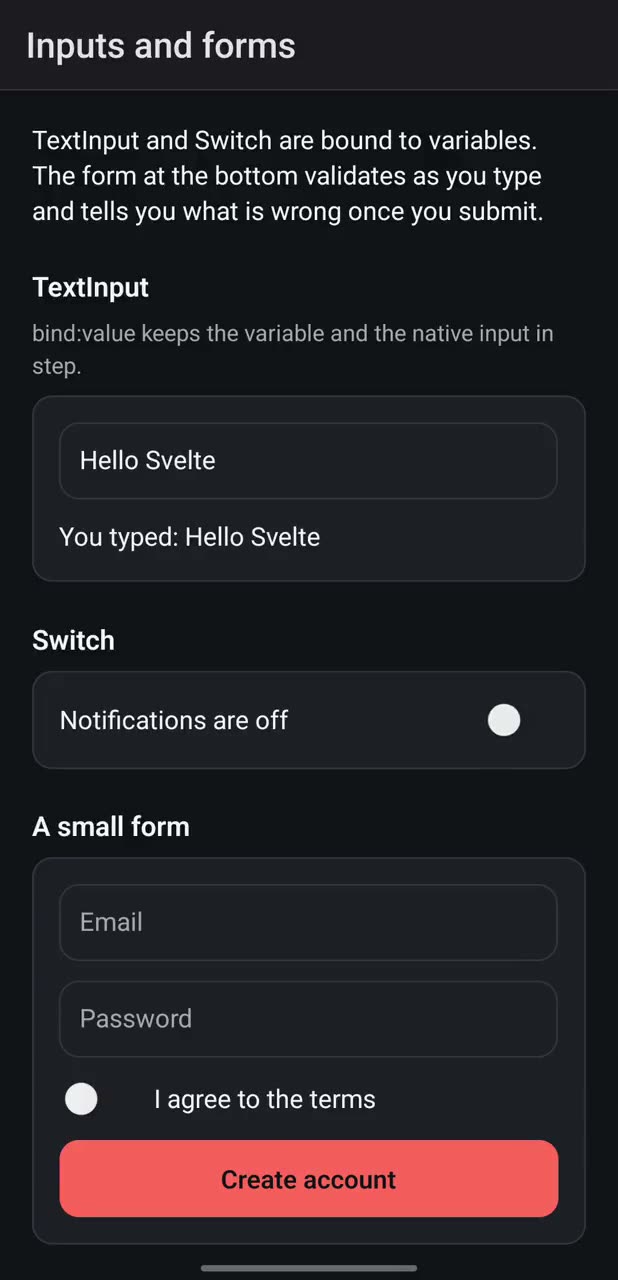 Inputs and forms
TextInput and Switch are bound to variables.
The form at the bottom validates as you type
and tells you what is wrong once you submit.
TextInput
bind:value keeps the variable and the native input in
step.
Hello Svelte
You typed: Hello Svelte
Switch
Notifications are off
A small form
Email
Password
I agree to the terms
Create account